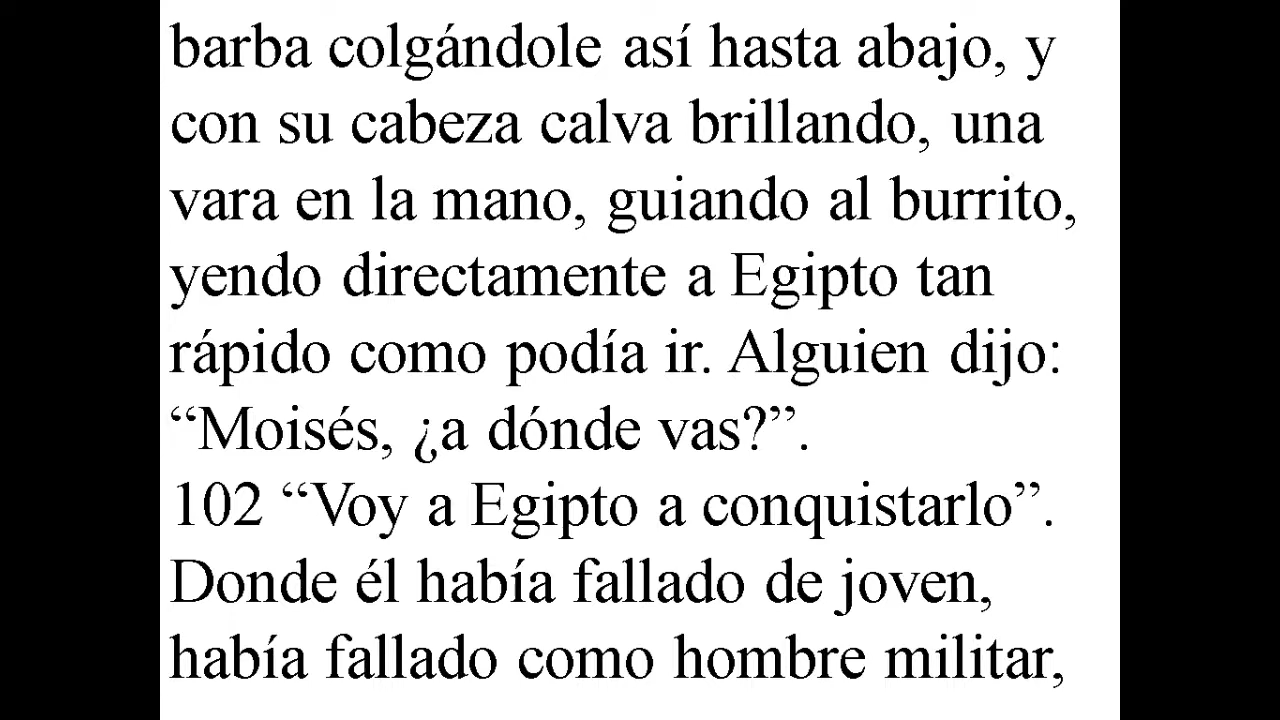 barba colgándole así hasta abajo, y
con su cabeza calva brillando, una
vara en la mano, guiando al burrito,
yendo directamente a Egipto tan
rápido como podía ir. Alguien dijo:
“Moisés, ¿a dónde vas?”.
102 “Voy a Egipto a conquistarlo”.
Donde él había fallado de joven,
había fallado como hombre militar,